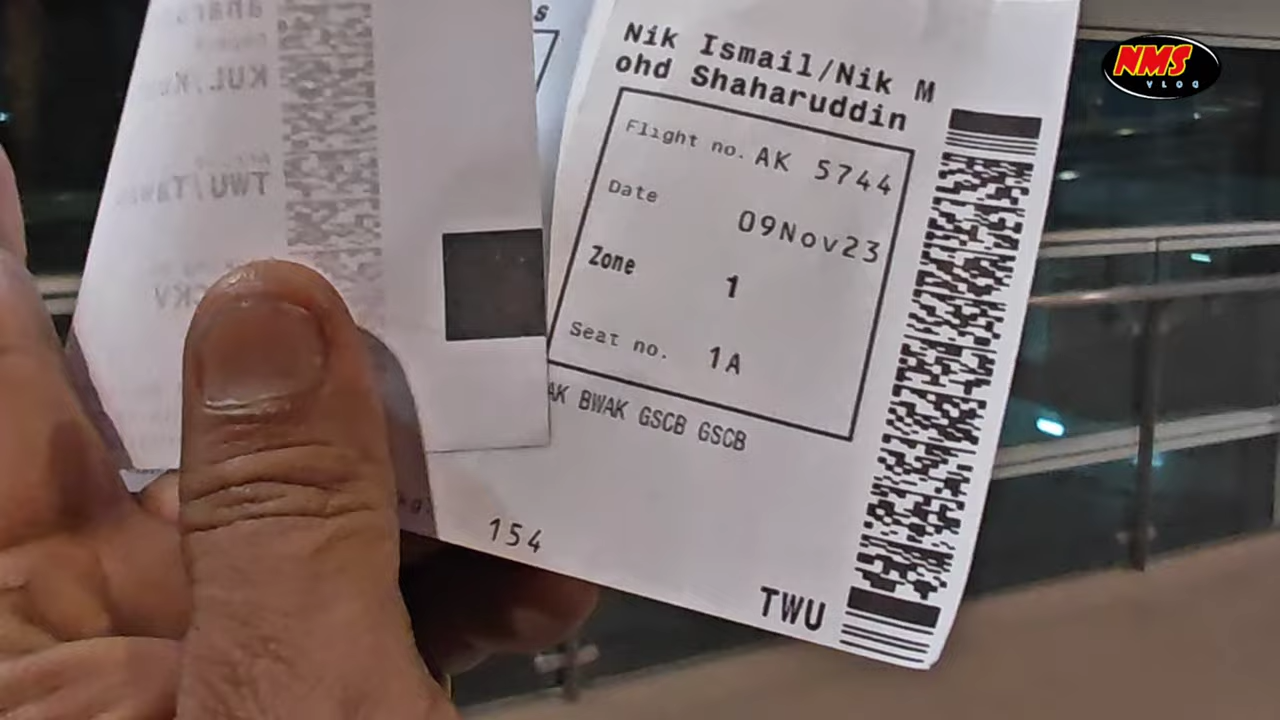 Nik Ismail/Nik M
ohd Shaharuddin
Flight no. AK 5744
Date 09Nov23
Zone 1
Seat no. 1A
AK BWAK GSCB GSCB
154
TWU
KUL/
TWU/Tawa
NMS
VLOG